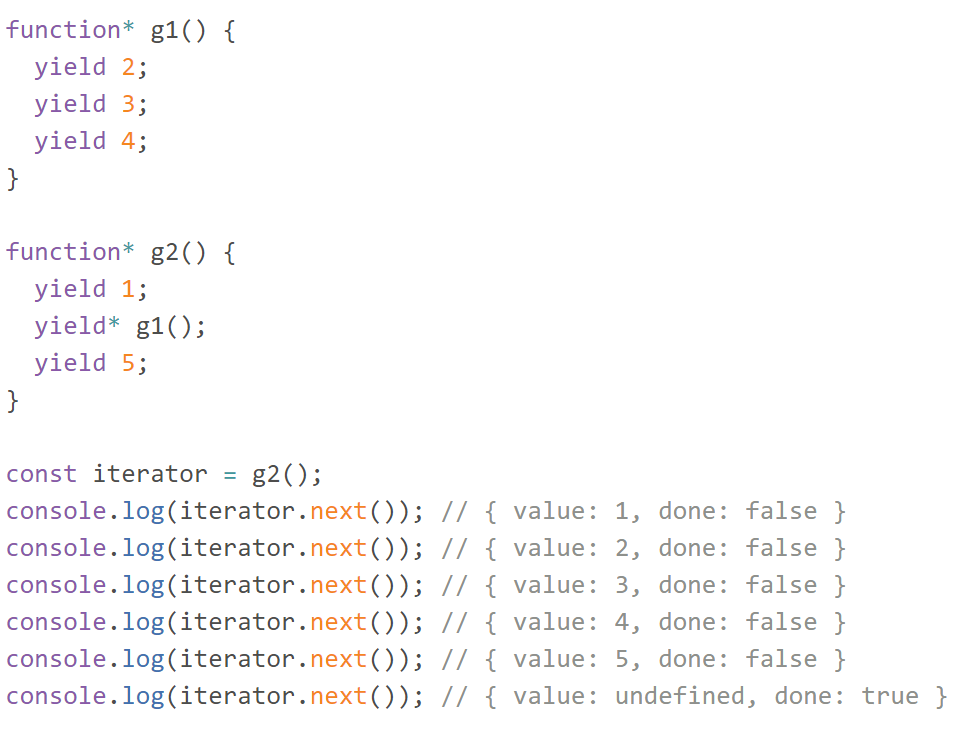 function* g1() {
  yield 2;
  yield 3;
  yield 4;
}

function* g2() {
  yield 1;
  yield* g1();
  yield 5;
}

const iterator = g2();
console.log(iterator.next()); // { value: 1, done: false }
console.log(iterator.next()); // { value: 2, done: false }
console.log(iterator.next()); // { value: 3, done: false }
console.log(iterator.next()); // { value: 4, done: false }
console.log(iterator.next()); // { value: 5, done: false }
console.log(iterator.next()); // { value: undefined, done: true }